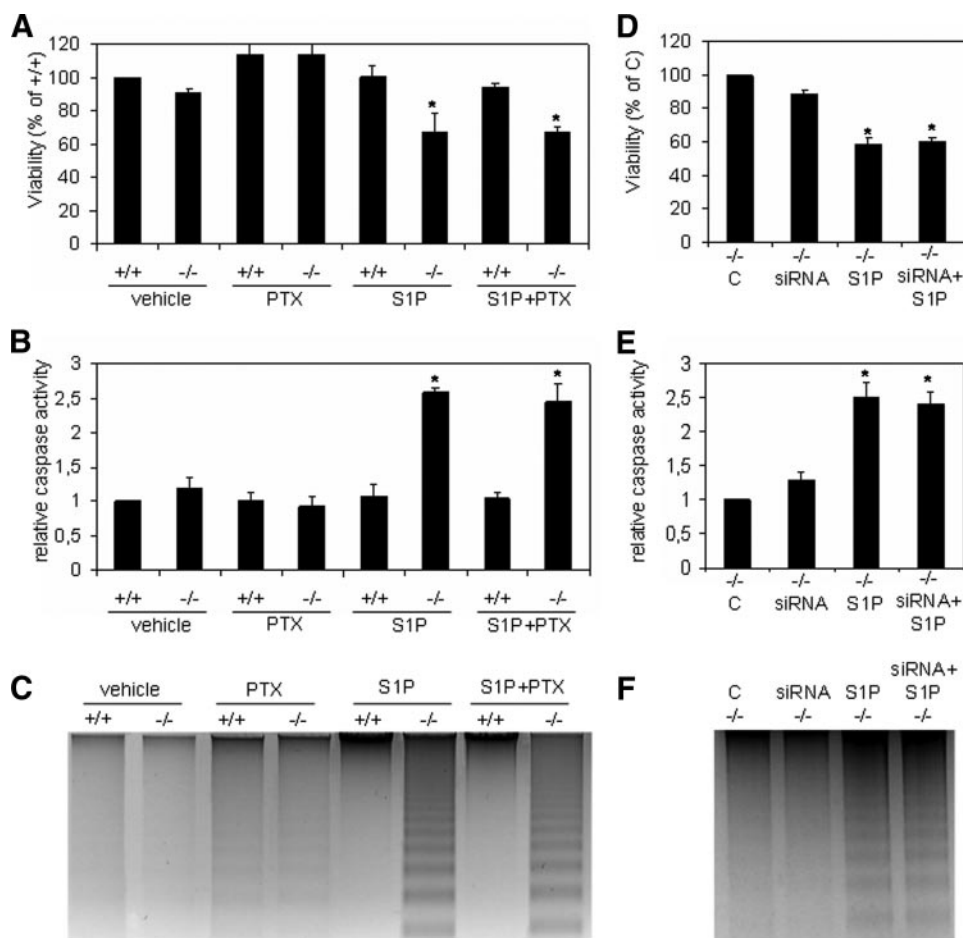 A
Viability (% of +/+)
120
100
80
60
40
20
0
* *
+/+ -/- +/+ -/- +/+ -/- +/+ -/-
vehicle PTX S1P S1P+PTX
B
relative caspase activity
3
2,5
2
1,5
1
0,5
0
* *
+/+ -/- +/+ -/- +/+ -/- +/+ -/-
vehicle PTX S1P S1P+PTX
C
vehicle PTX S1P S1P+PTX
+/+ -/- +/+ -/- +/+ -/- +/+ -/-
D
Viability (% of C)
120
100
80
60
40
20
0
* *
-/- -/- -/- -/-
C siRNA S1P siRNA+
S1P
E
relative caspase activity
3
2,5
2
1,5
1
0,5
0
* *
-/- -/- -/- -/-
C siRNA S1P siRNA+
S1P
F
siRNA+
C siRNA S1P S1P
-/- -/- -/- -/-